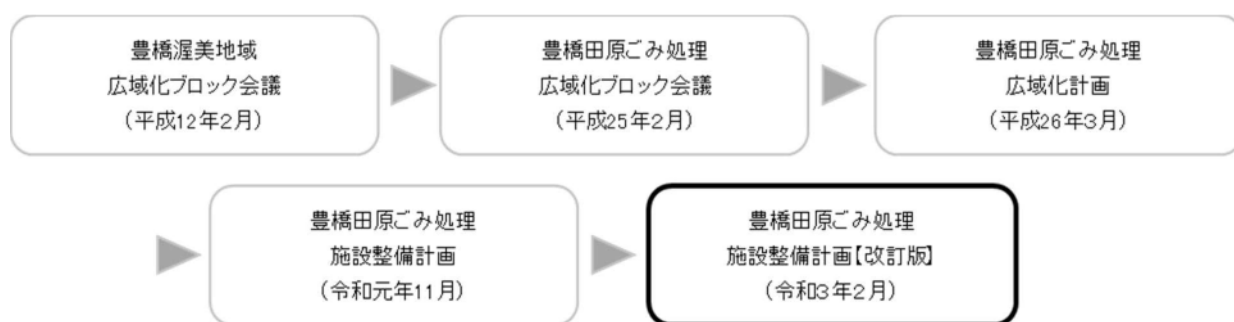 豊橋渥美地域
広域化ブロック会議
（平成12年2月）
豊橋田原ごみ処理
広域化ブロック会議
（平成25年2月）
豊橋田原ごみ処理
広域化計画
（平成26年3月）
豊橋田原ごみ処理
施設整備計画
（令和元年11月）
豊橋田原ごみ処理
施設整備計画【改訂版】
（令和3年2月）